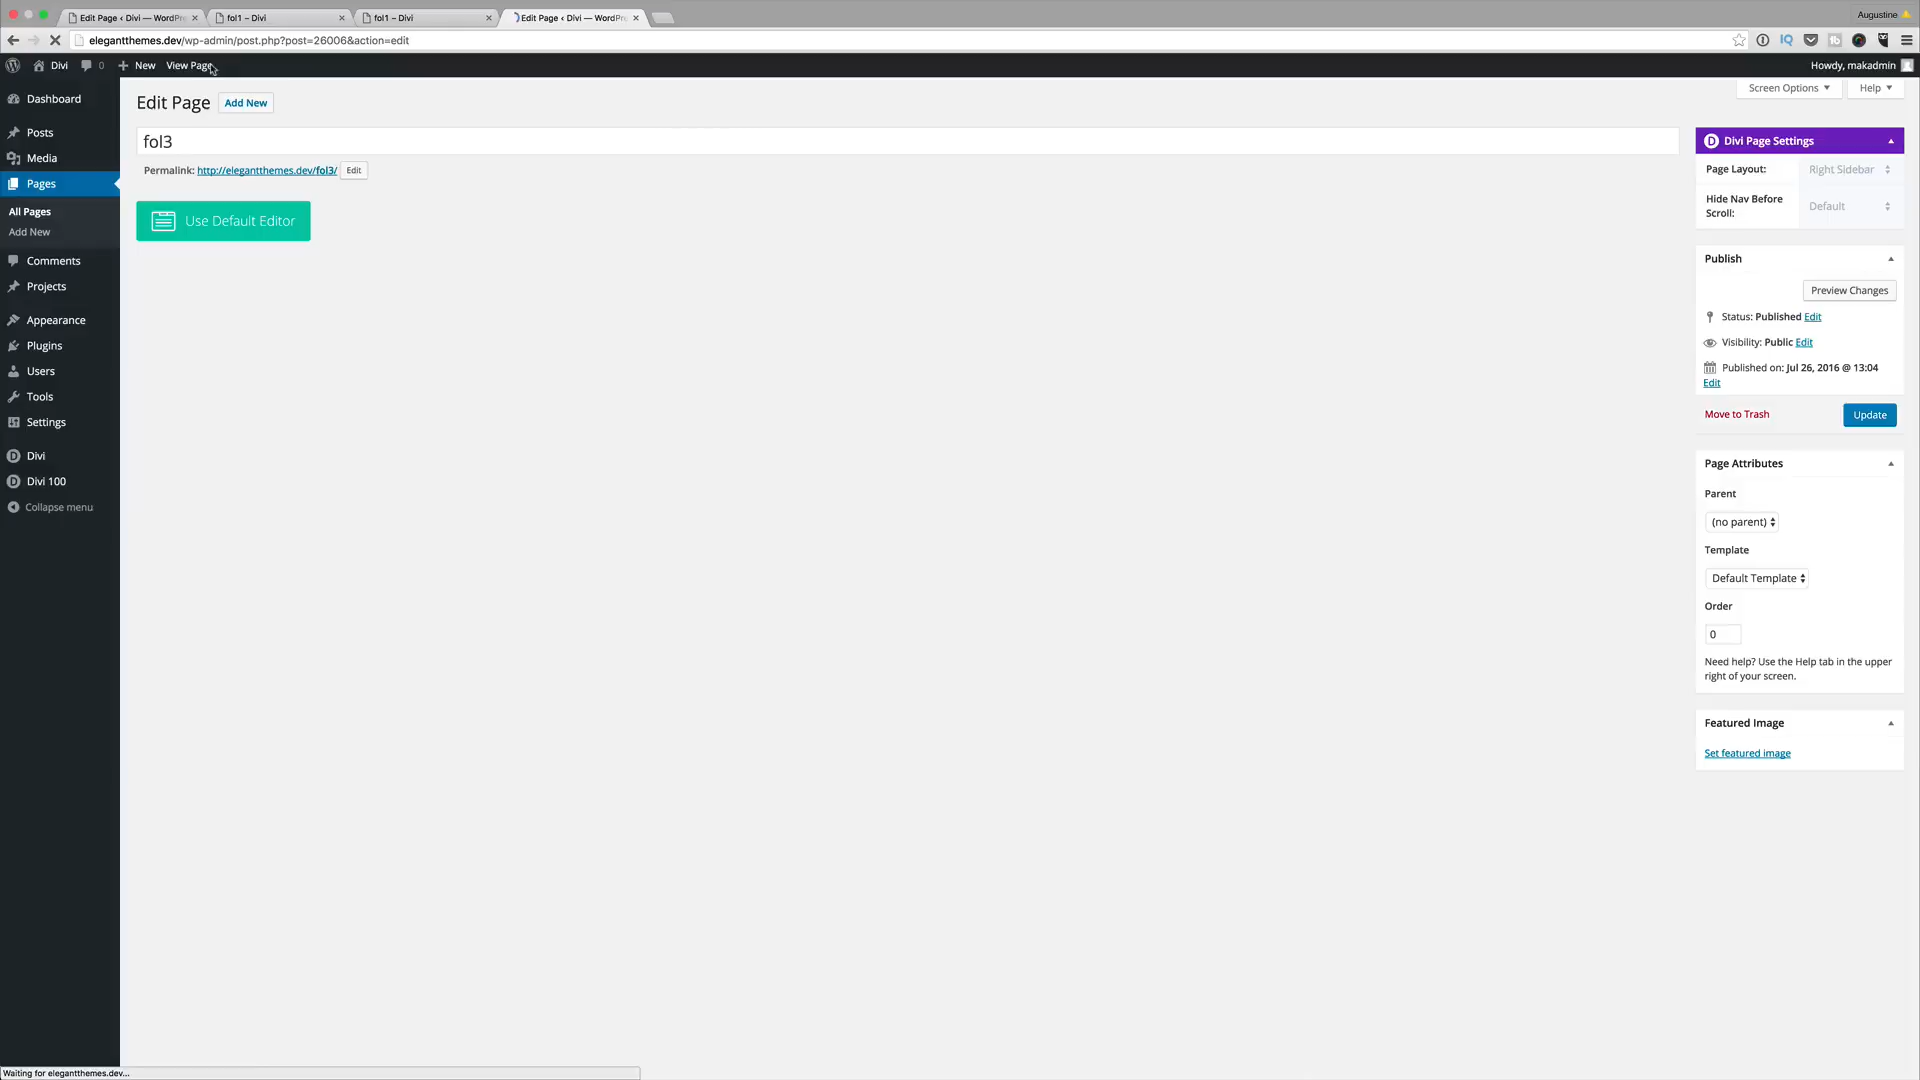 Edit Page ‹ Divi — WordPr
fol1 – Divi
fol1 – Divi
Edit Page ‹ Divi — WordPr
Augustine
elegantthemes.dev/wp-admin/post.php?post=26006&action=edit
Divi
0
New
View Page
Howdy, makadmin
Dashboard
Posts
Media
Pages
All Pages
Add New
Comments
Projects
Appearance
Plugins
Users
Tools
Settings
Divi
Divi 100
Collapse menu
Edit Page
Add New
Screen Options
Help
fol3
Permalink: http://elegantthemes.dev/fol3/
Edit
Use Default Editor
Divi Page Settings
Page Layout:
Right Sidebar
Hide Nav Before
Scroll:
Default
Publish
Preview Changes
Status: Published Edit
Visibility: Public Edit
Published on: Jul 26, 2016 @ 13:04
Edit
Move to Trash
Update
Page Attributes
Parent
(no parent)
Template
Default Template
Order
0
Need help? Use the Help tab in the upper
right of your screen.
Featured Image
Set featured image
Waiting for elegantthemes.dev...